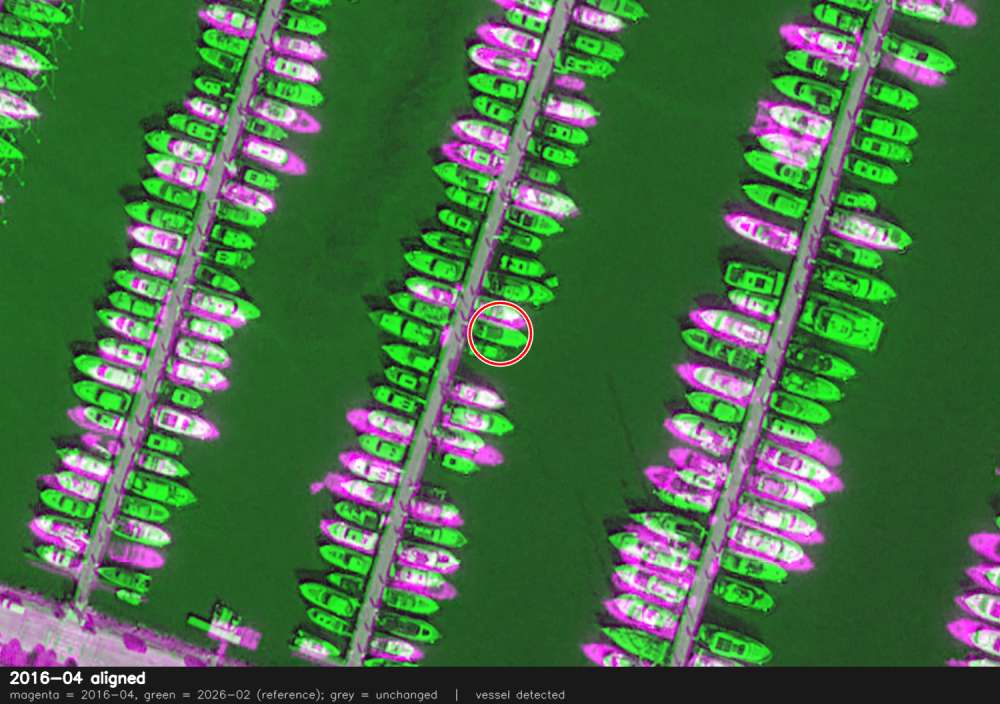 2016-04 aligned
magenta = 2016-04, green = 2026-02 (reference); grey = unchanged | vessel detected